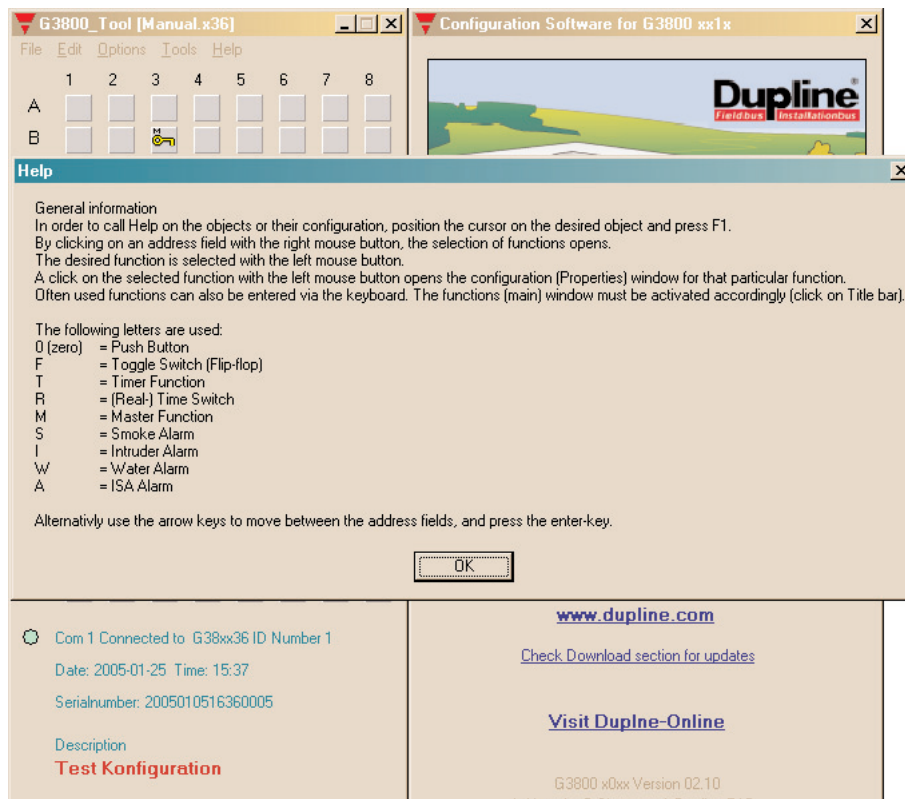 G3800_Tool [Manual.x36]
File Edit Options Tools Help
1 2 3 4 5 6 7 8
A
B
M
Configuration Software for G3800 xx1x
Dupline
Fieldbus Installationbus
Help
General information
In order to call Help on the objects or their configuration, position the cursor on the desired object and press F1.
By clicking on an address field with the right mouse button, the selection of functions opens.
The desired function is selected with the left mouse button.
A click on the selected function with the left mouse button opens the configuration (Properties) window for that particular function.
Often used functions can also be entered via the keyboard. The functions (main) window must be activated accordingly (click on Title bar).
The following letters are used:
0 (zero) = Push Button
F = Toggle Switch (Flip-flop)
T = Timer Function
R = (Real-) Time Switch
M = Master Function
S = Smoke Alarm
I = Intruder Alarm
W = Water Alarm
A = ISA Alarm
Alternativly use the arrow keys to move between the address fields, and press the enter-key.
OK
Com 1 Connected to G38xx36 ID Number 1
Date: 2005-01-25 Time: 15:37
Serialnumber: 2005010516360005
Description
Test Konfiguration
www.dupline.com
Check Download section for updates
Visit Duplne-Online
G3800 x0xx Version 02.10